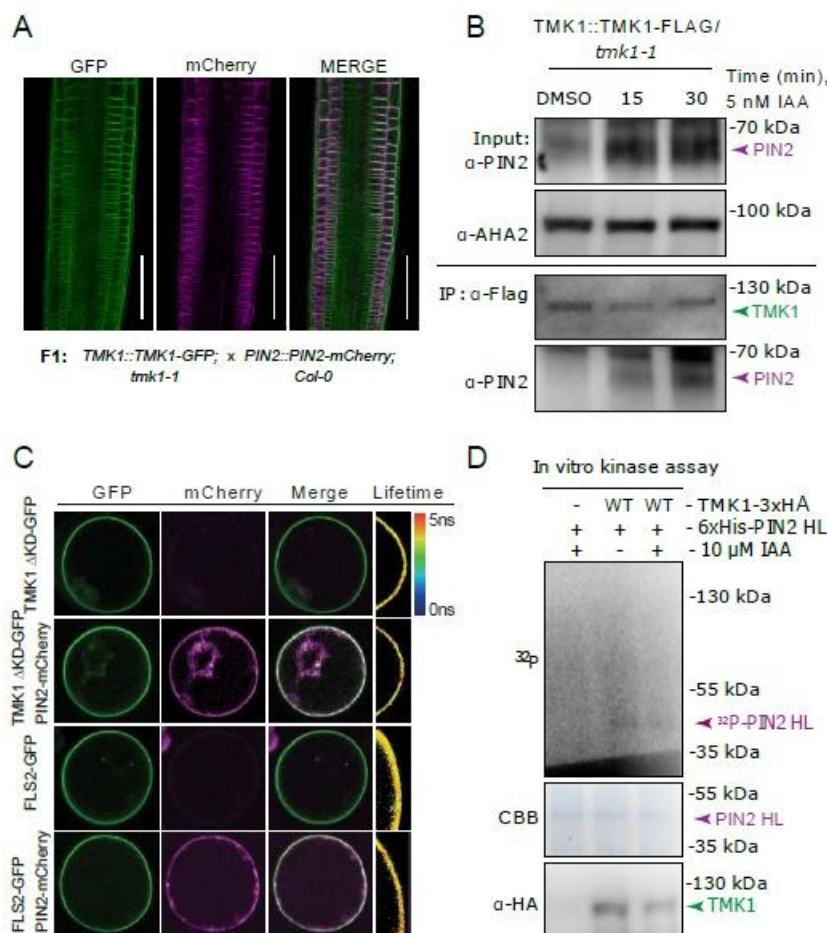 A
GFP mCherry MERGE
F1: TMK1::TMK1-GFP; x PIN2::PIN2-mCherry;
tmk1-1 Col-0
B
TMK1::TMK1-FLAG/
tmk1-1
Time (min),
DMSO 15 30 5 nM IAA
-70 kDa
Input:
α-PIN2
PIN2
-100 kDa
α-AHA2
IP: α-Flag
-130 kDa
TMK1
-70 kDa
α-PIN2
PIN2
C
GFP mCherry Merge Lifetime
TMK1 ΔKD-GFP
5ns
0ns
TMK1 ΔKD-GFP
PIN2-mCherry
FLS2-GFP
FLS2-GFP
PIN2-mCherry
D
In vitro kinase assay
- WT WT - TMK1-3xHA
+ + + - 6xHis-PIN2 HL
+ - + - 10 μM IAA
-130 kDa
³²P
-55 kDa
³²P-PIN2 HL
-35 kDa
-55 kDa
CBB
PIN2 HL
-35 kDa
-130 kDa
α-HA
TMK1